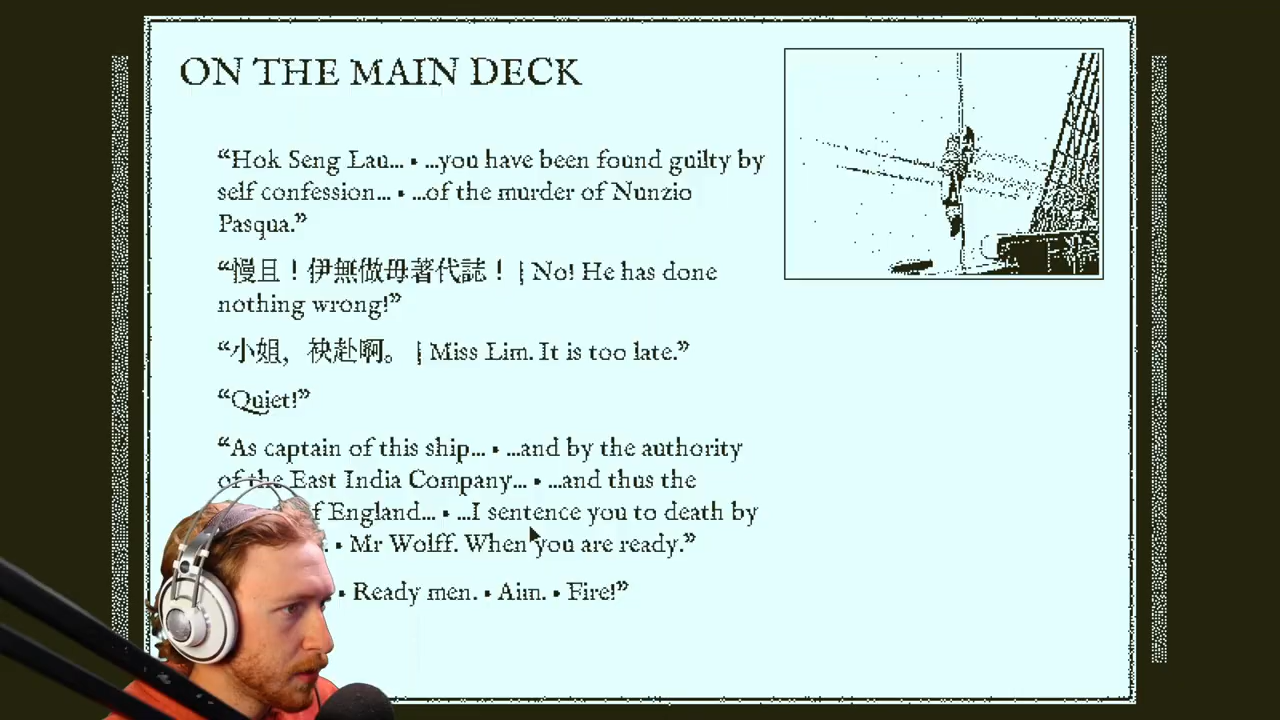 ON THE MAIN DECK
“Hok Seng Lau... • ...you have been found guilty by
self confession... • ...of the murder of Nunzio
Pasqua.”
“慢且！伊無做毋著代誌！ | No! He has done
nothing wrong!”
“小姐，袂赴啊。 | Miss Lim. It is too late.”
“Quiet!”
“As captain of this ship... • ...and by the authority
of the East India Company... • ...and thus the
f England... • ...I sentence you to death by
• Mr Wolff. When you are ready.”
• Ready men. • Aim. • Fire!”